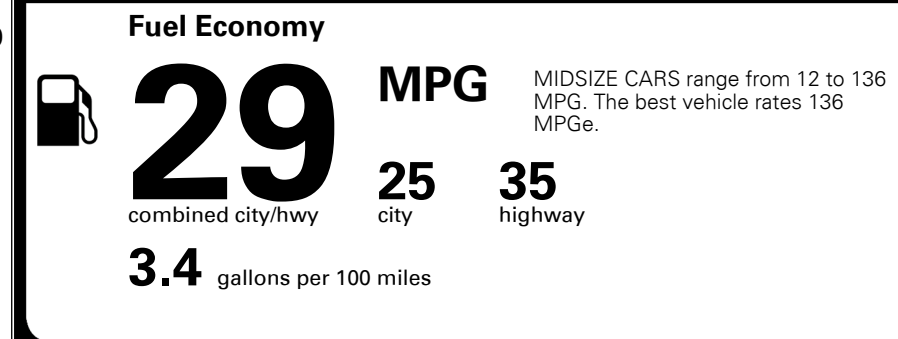 Fuel Economy
29 MPG
MIDSIZE CARS range from 12 to 136
MPG. The best vehicle rates 136
MPGe.
combined city/hwy
25
city
35
highway
3.4 gallons per 100 miles